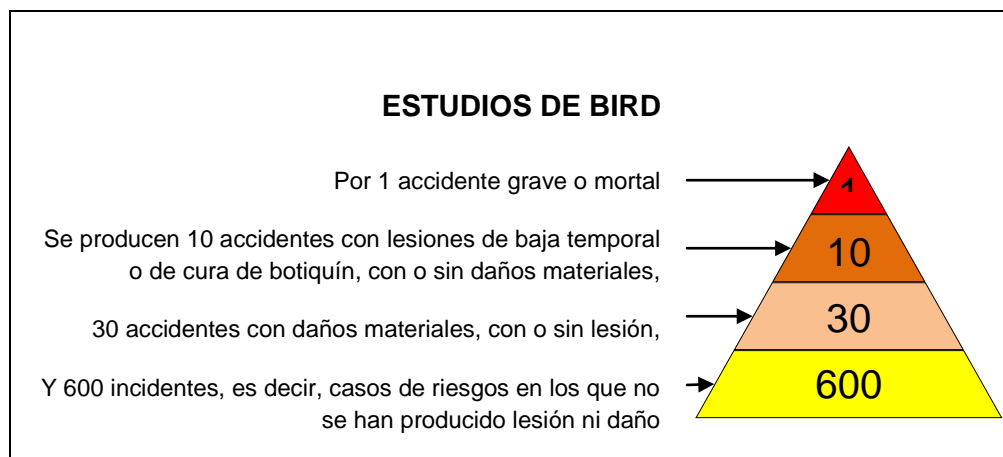 ESTUDIOS DE BIRD
Por 1 accidente grave o mortal
1
Se producen 10 accidentes con lesiones de baja temporal
o de cura de botiquín, con o sin daños materiales,
10
30 accidentes con daños materiales, con o sin lesión,
30
Y 600 incidentes, es decir, casos de riesgos en los que no
se han producido lesión ni daño
600